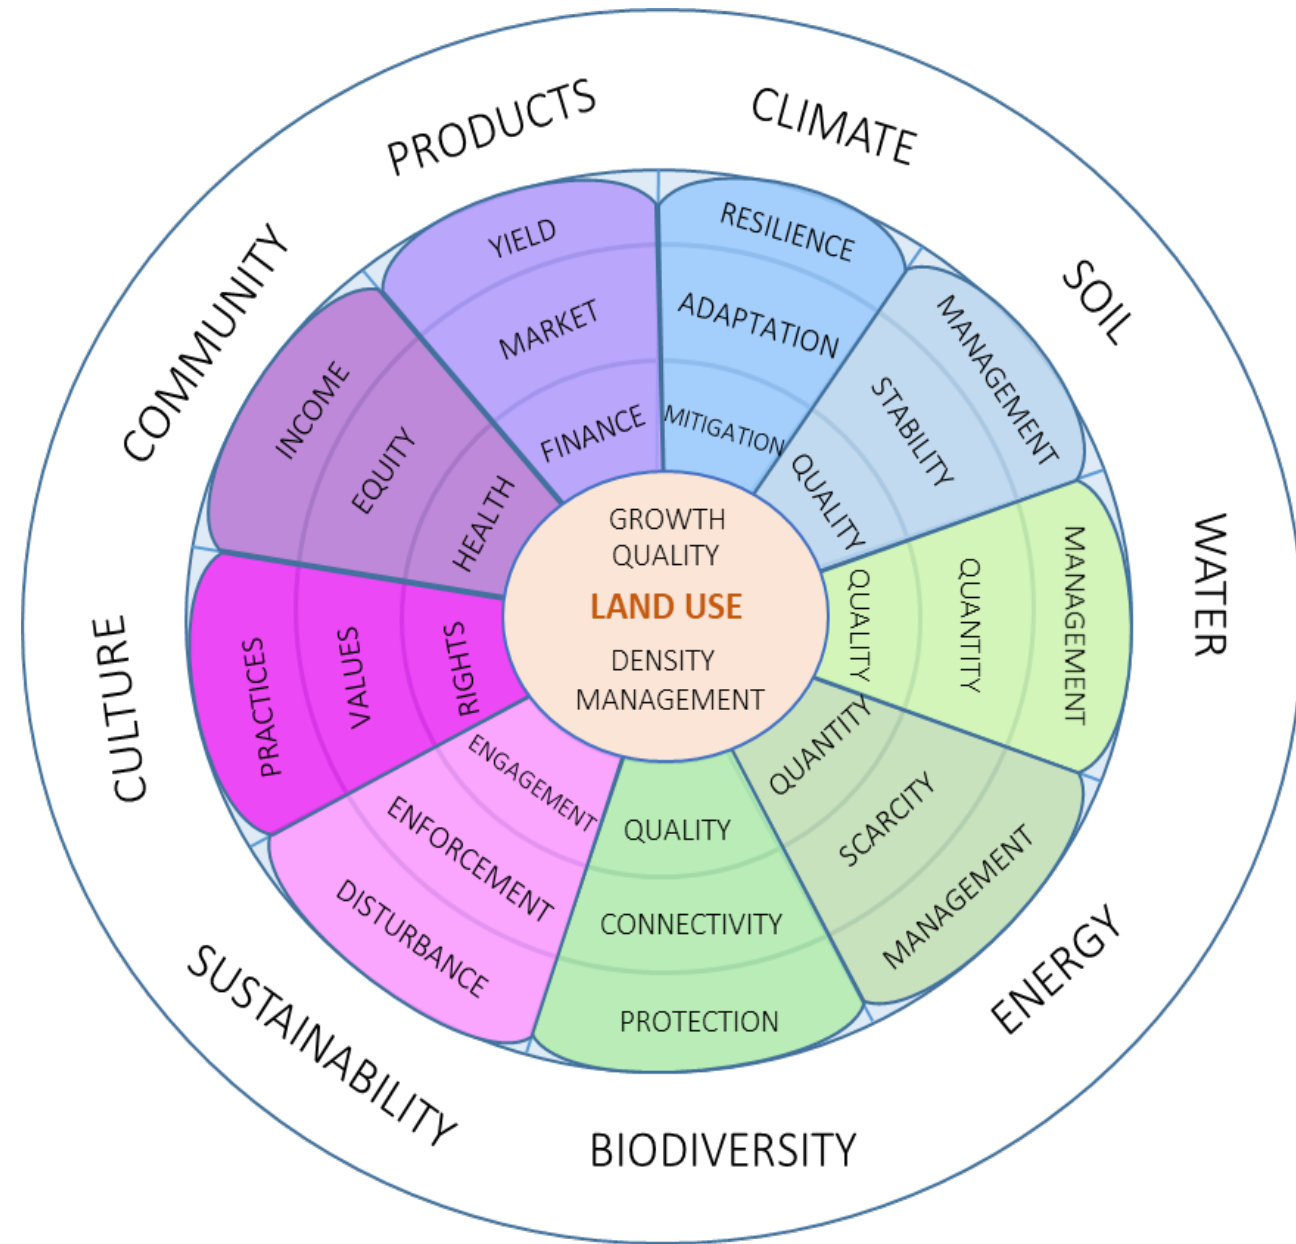 PRODUCTS
CLIMATE
SOIL
WATER
ENERGY
BIODIVERSITY
SUSTAINABILITY
CULTURE
COMMUNITY
YIELD
MARKET
FINANCE
RESILIENCE
ADAPTATION
MITIGATION
MANAGEMENT
STABILITY
QUALITY
MANAGEMENT
QUANTITY
QUALITY
QUANTITY
SCARCITY
MANAGEMENT
QUALITY
CONNECTIVITY
PROTECTION
ENGAGEMENT
ENFORCEMENT
DISTURBANCE
PRACTICES
VALUES
RIGHTS
INCOME
EQUITY
HEALTH
GROWTH
QUALITY
LAND USE
DENSITY
MANAGEMENT